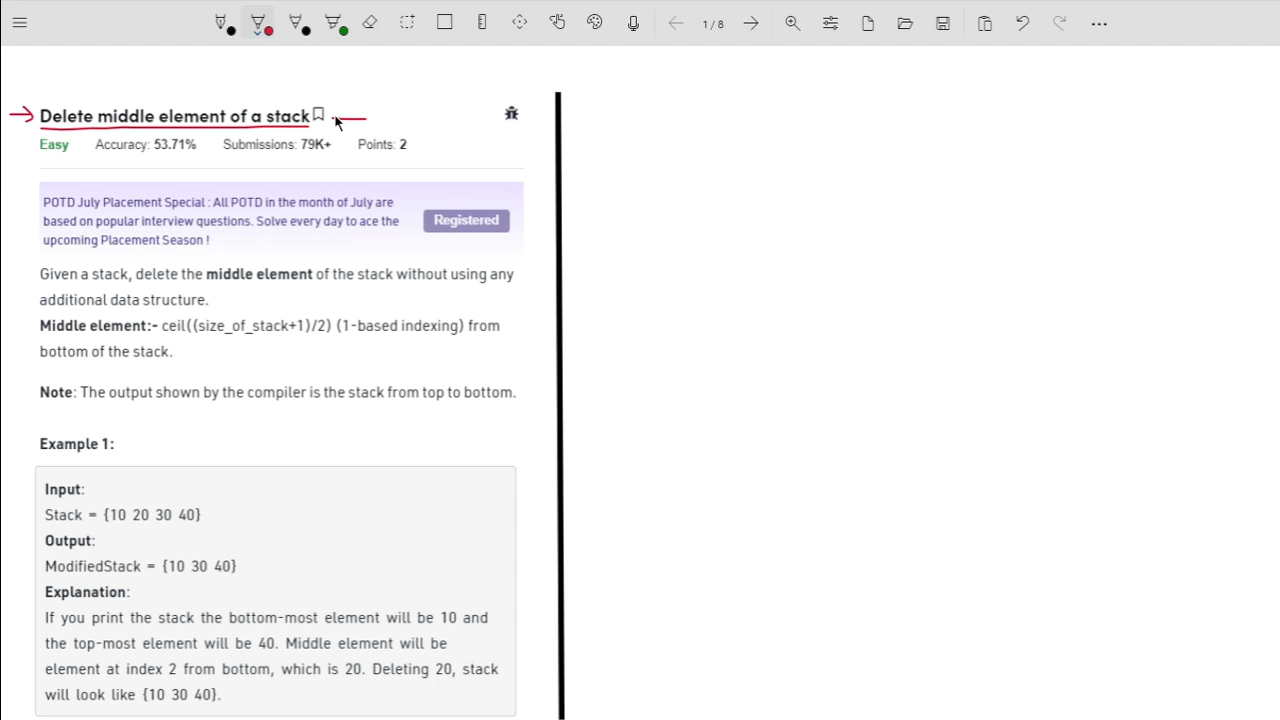 1/8
Delete middle element of a stack
Easy Accuracy: 53.71% Submissions: 79K+ Points: 2
POTD July Placement Special : All POTD in the month of July are
based on popular interview questions. Solve every day to ace the
upcoming Placement Season !
Registered
Given a stack, delete the middle element of the stack without using any
additional data structure.
Middle element:- ceil((size_of_stack+1)/2) (1-based indexing) from
bottom of the stack.
Note: The output shown by the compiler is the stack from top to bottom.
Example 1:
Input:
Stack = {10 20 30 40}
Output:
ModifiedStack = {10 30 40}
Explanation:
If you print the stack the bottom-most element will be 10 and
the top-most element will be 40. Middle element will be
element at index 2 from bottom, which is 20. Deleting 20, stack
will look like {10 30 40}.